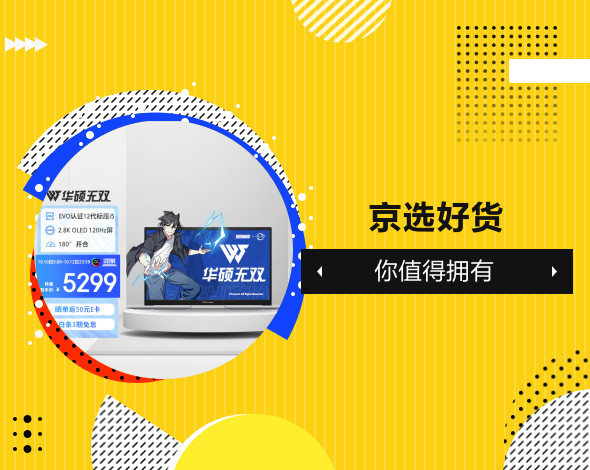 京选好货
你值得拥有
华硕无双
EVO认证12代标压i5
2.8K OLED 120Hz屏
180° 开合
5299
晒单返50元E卡
白条3期免息
华硕无双